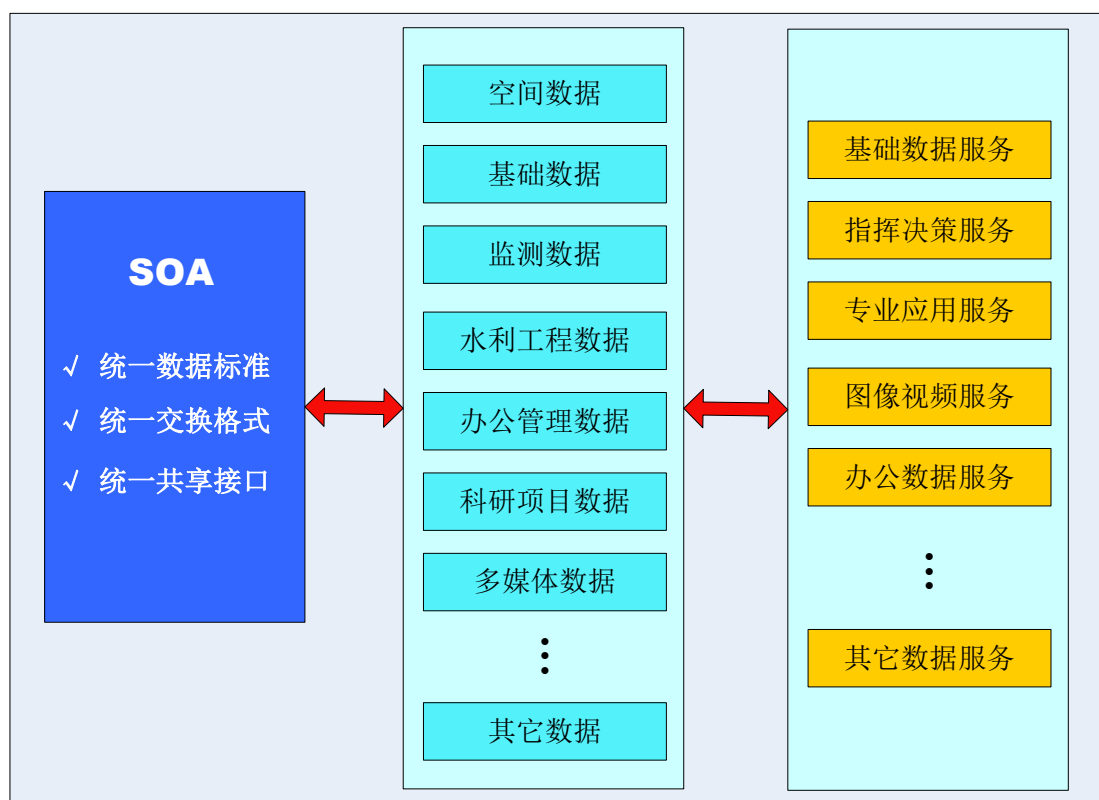 SOA
√ 统一数据标准
√ 统一交换格式
√ 统一共享接口
空间数据
基础数据
监测数据
水利工程数据
办公管理数据
科研项目数据
多媒体数据
其它数据
基础数据服务
指挥决策服务
专业应用服务
图像视频服务
办公数据服务
其它数据服务